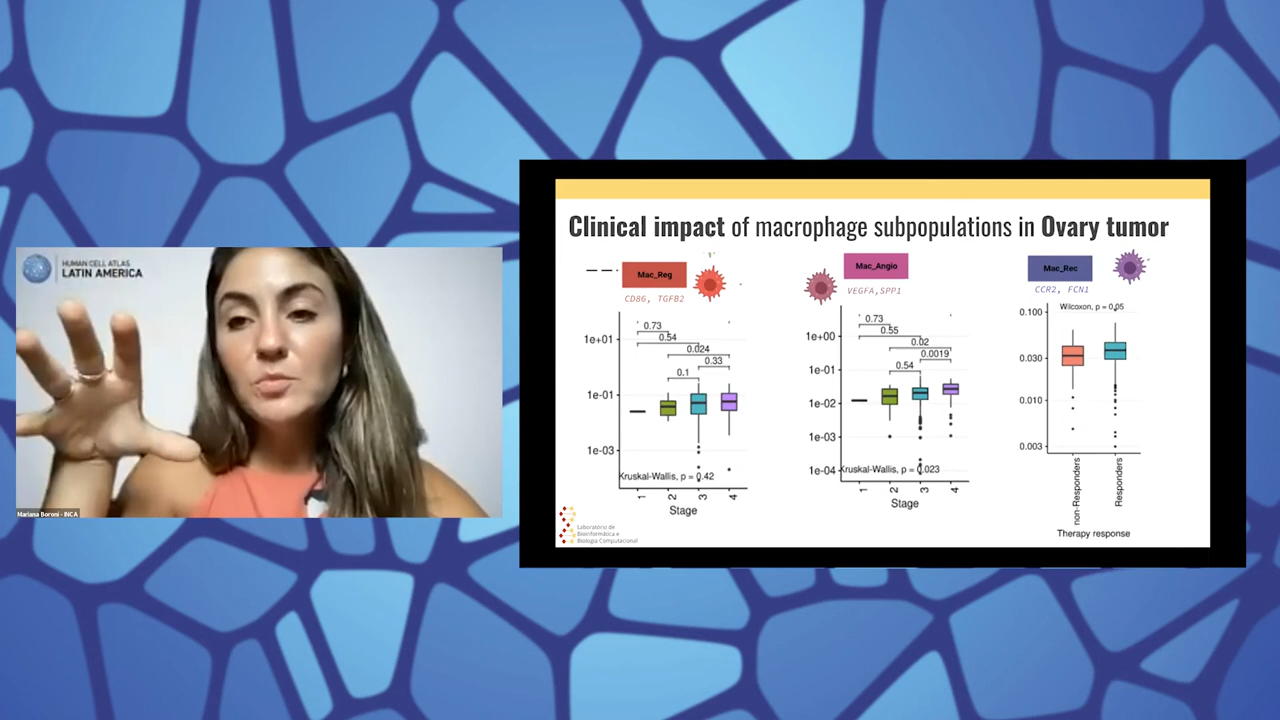 HUMAN CELL ATLAS
LATIN AMERICA
Mariana Boroni - INCA
Clinical impact of macrophage subpopulations in Ovary tumor
Mac_Reg
CD86, TGFB2
1e+01
1e-01
1e-03
0.73
0.54
0.024
0.33
0.1
Kruskal-Wallis, p = 0.42
1
2
3
4
Stage
Mac_Angio
VEGFA,SPP1
1e+00
1e-01
1e-02
1e-03
1e-04
0.73
0.55
0.02
0.0019
0.54
Kruskal-Wallis, p = 0.023
1
2
3
4
Stage
Mac_Rec
CCR2, FCN1
Wilcoxon, p = 0.05
0.100
0.030
0.010
0.003
non-Responders
Responders
Therapy response
Laboratório de
Bioinformática e
Biologia Computacional